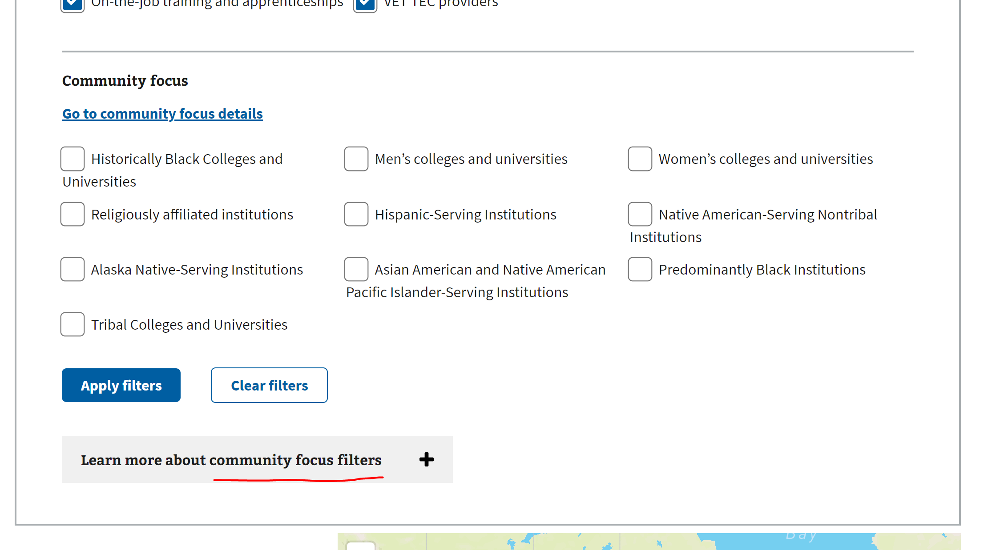 On-the-job training and apprenticeships VET TEC providers
Community focus
Go to community focus details
Historically Black Colleges and
Universities
Men’s colleges and universities
Women’s colleges and universities
Religiously affiliated institutions
Hispanic-Serving Institutions
Native American-Serving Nontribal
Institutions
Alaska Native-Serving Institutions
Asian American and Native American
Pacific Islander-Serving Institutions
Predominantly Black Institutions
Tribal Colleges and Universities
Apply filters
Clear filters
Learn more about community focus filters
Bay